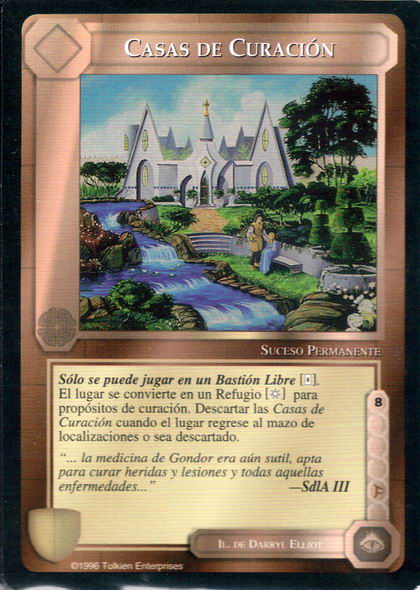 CASAS DE CURACIÓN
SUCESO PERMANENTE
Sólo se puede jugar en un Bastión Libre [ ].
El lugar se convierte en un Refugio [ ] para
propósitos de curación. Descartar las Casas de
Curación cuando el lugar regrese al mazo de
localizaciones o sea descartado.
“... la medicina de Gondor era aún sutil, apta
para curar heridas y lesiones y todas aquellas
enfermedades...”
—SdlA III
8
IL. DE DARRYL ELLIOT
©1996 Tolkien Enterprises